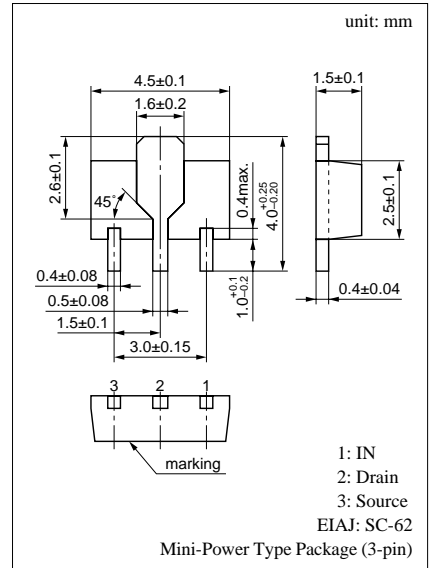 unit: mm
4.5±0.1
1.6±0.2
1.5±0.1
2.6±0.1
45°
0.4max.
4.0+0.25−0.20
2.5±0.1
1.0+0.1−0.2
0.4±0.08
0.5±0.08
1.5±0.1
3.0±0.15
0.4±0.04
3 2 1
marking
1: IN
2: Drain
3: Source
EIAJ: SC-62
Mini-Power Type Package (3-pin)